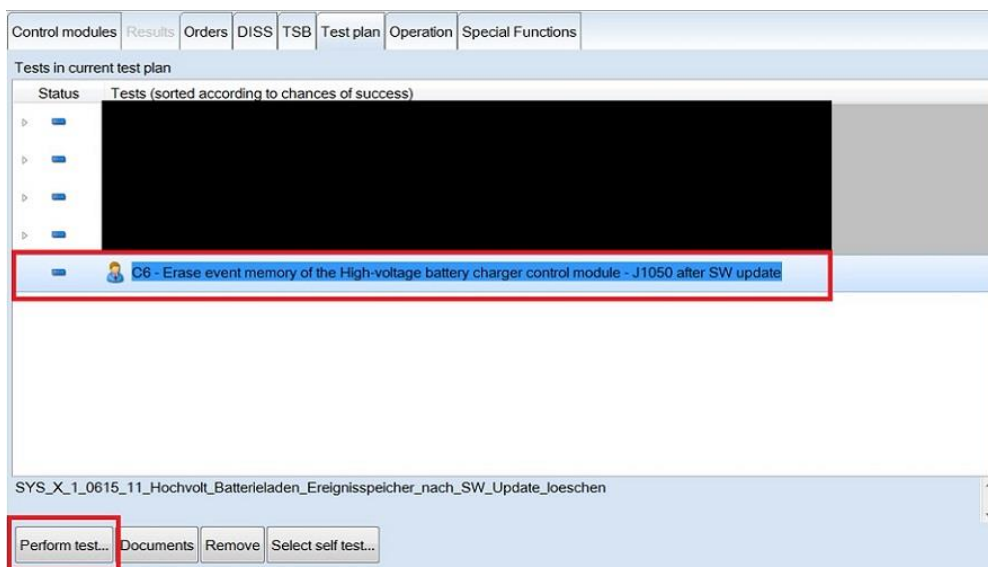 Control modules Results Orders DISS TSB Test plan Operation Special Functions
Tests in current test plan
Status Tests (sorted according to chances of success)
C6 - Erase event memory of the High-voltage battery charger control module - J1050 after SW update
SYS_X_1_0615_11_Hochvolt_Batterieladen_Ereignisspeicher_nach_SW_Update_loeschen
Perform test... Documents Remove Select self test...